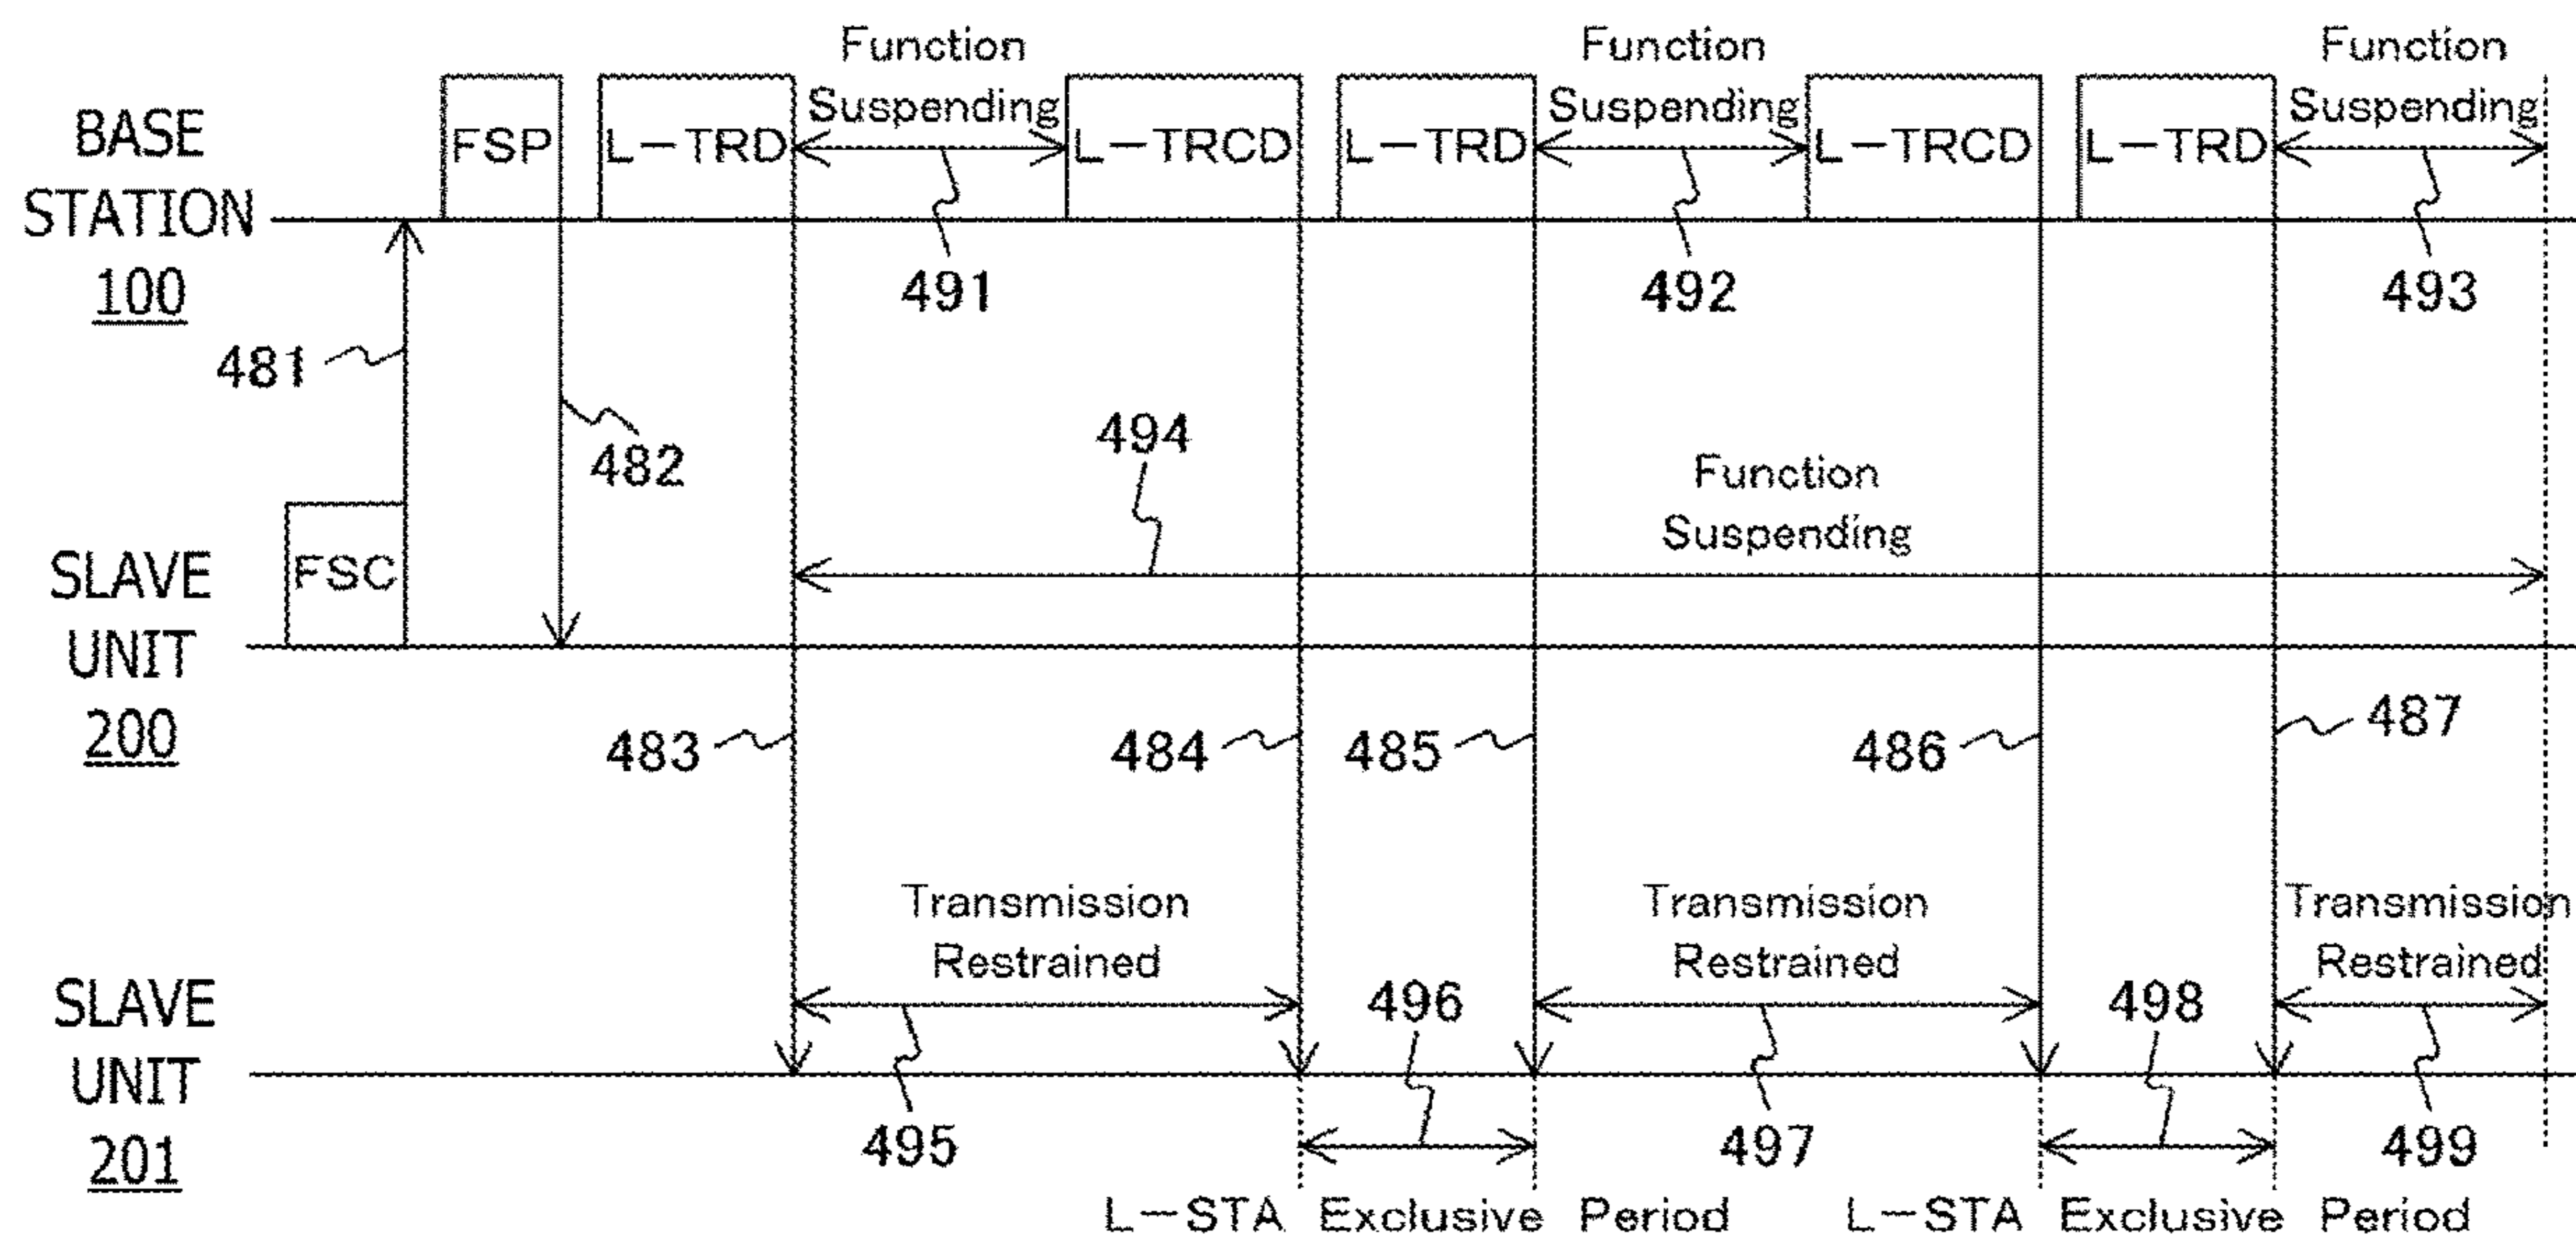 Function Function Function
Suspending Suspending Suspending
BASE
STATION
100
FSP L-TRD L-TRCD L-TRD L-TRCD L-TRD
491 492 493
481
482
494
Function
Suspending
SLAVE
UNIT
200
FSC
483 484 485 486 487
Transmission Transmission Transmission
Restrained Restrained Restrained
SLAVE
UNIT
201
496 498
495 497 499
L-STA Exclusive Period L-STA Exclusive Period